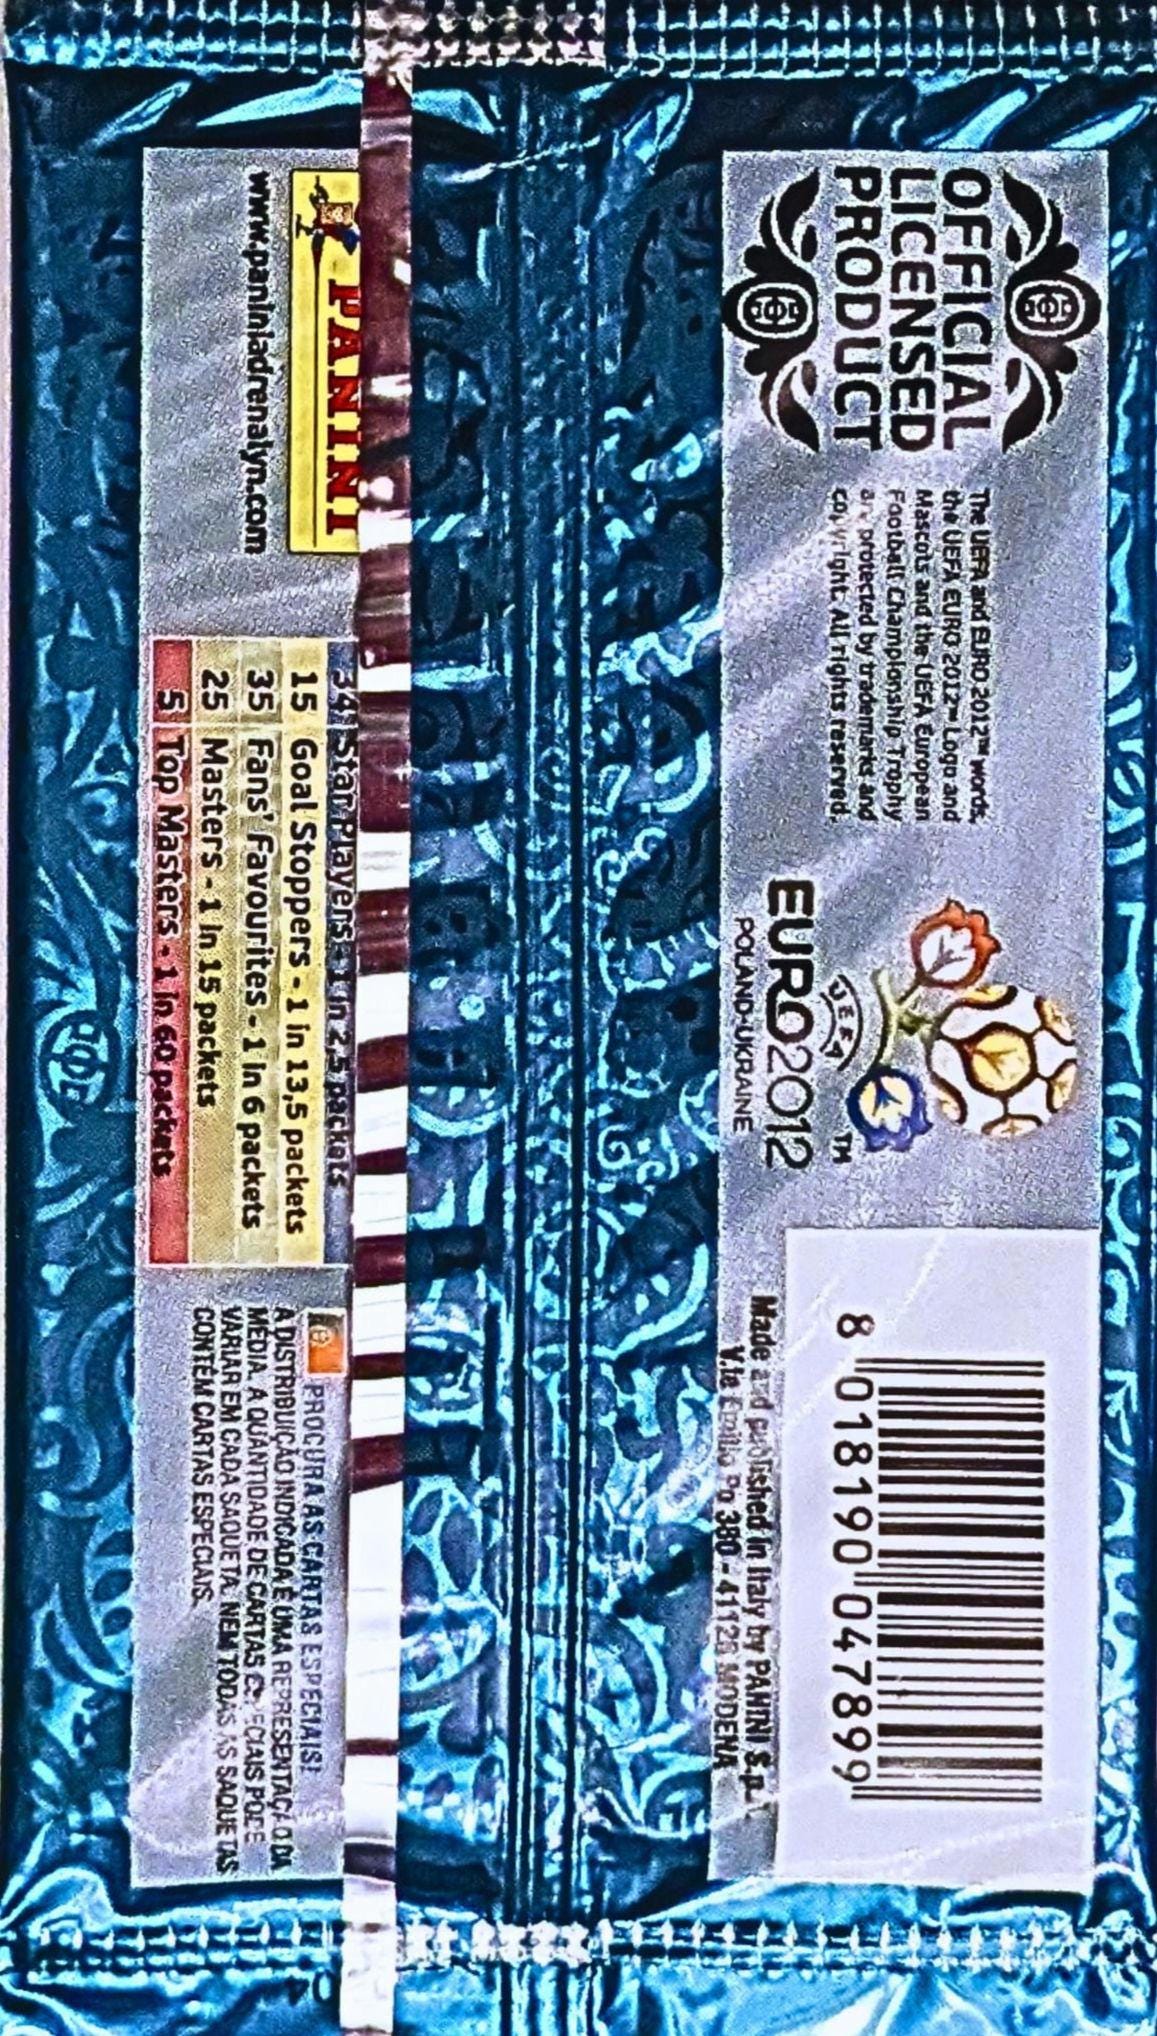 OFFICIAL
LICENSED
PRODUCT
The UEFA and EURO 2012™ words,
the UEFA EURO 2012™ Logo and
Mascots and the UEFA European
Football Championship Trophy
are protected by trademarks and
copyright. All rights reserved.
UEFA
TM
EURO2012
POLAND-UKRAINE
8 018190 047899
Made and published in Italy by PANINI S.p.A.
V.le Emilio Po 380 - 41126 MODENA
PANINI
www.paniniadrenalyn.com
34 Star Players - 1 in 2,5 packets
15 Goal Stoppers - 1 in 13,5 packets
35 Fans' Favourites - 1 in 6 packets
25 Masters - 1 in 15 packets
5 Top Masters - 1 in 60 packets
PROCURA AS CARTAS ESPECIAIS!
A DISTRIBUIÇÃO INDICADA É UMA REPRESENTAÇÃO DA
MÉDIA. A QUANTIDADE DE CARTAS ESPECIAIS PODE
VARIAR EM CADA SAQUETA. NEM TODAS AS SAQUETAS
CONTÊM CARTAS ESPECIAIS.